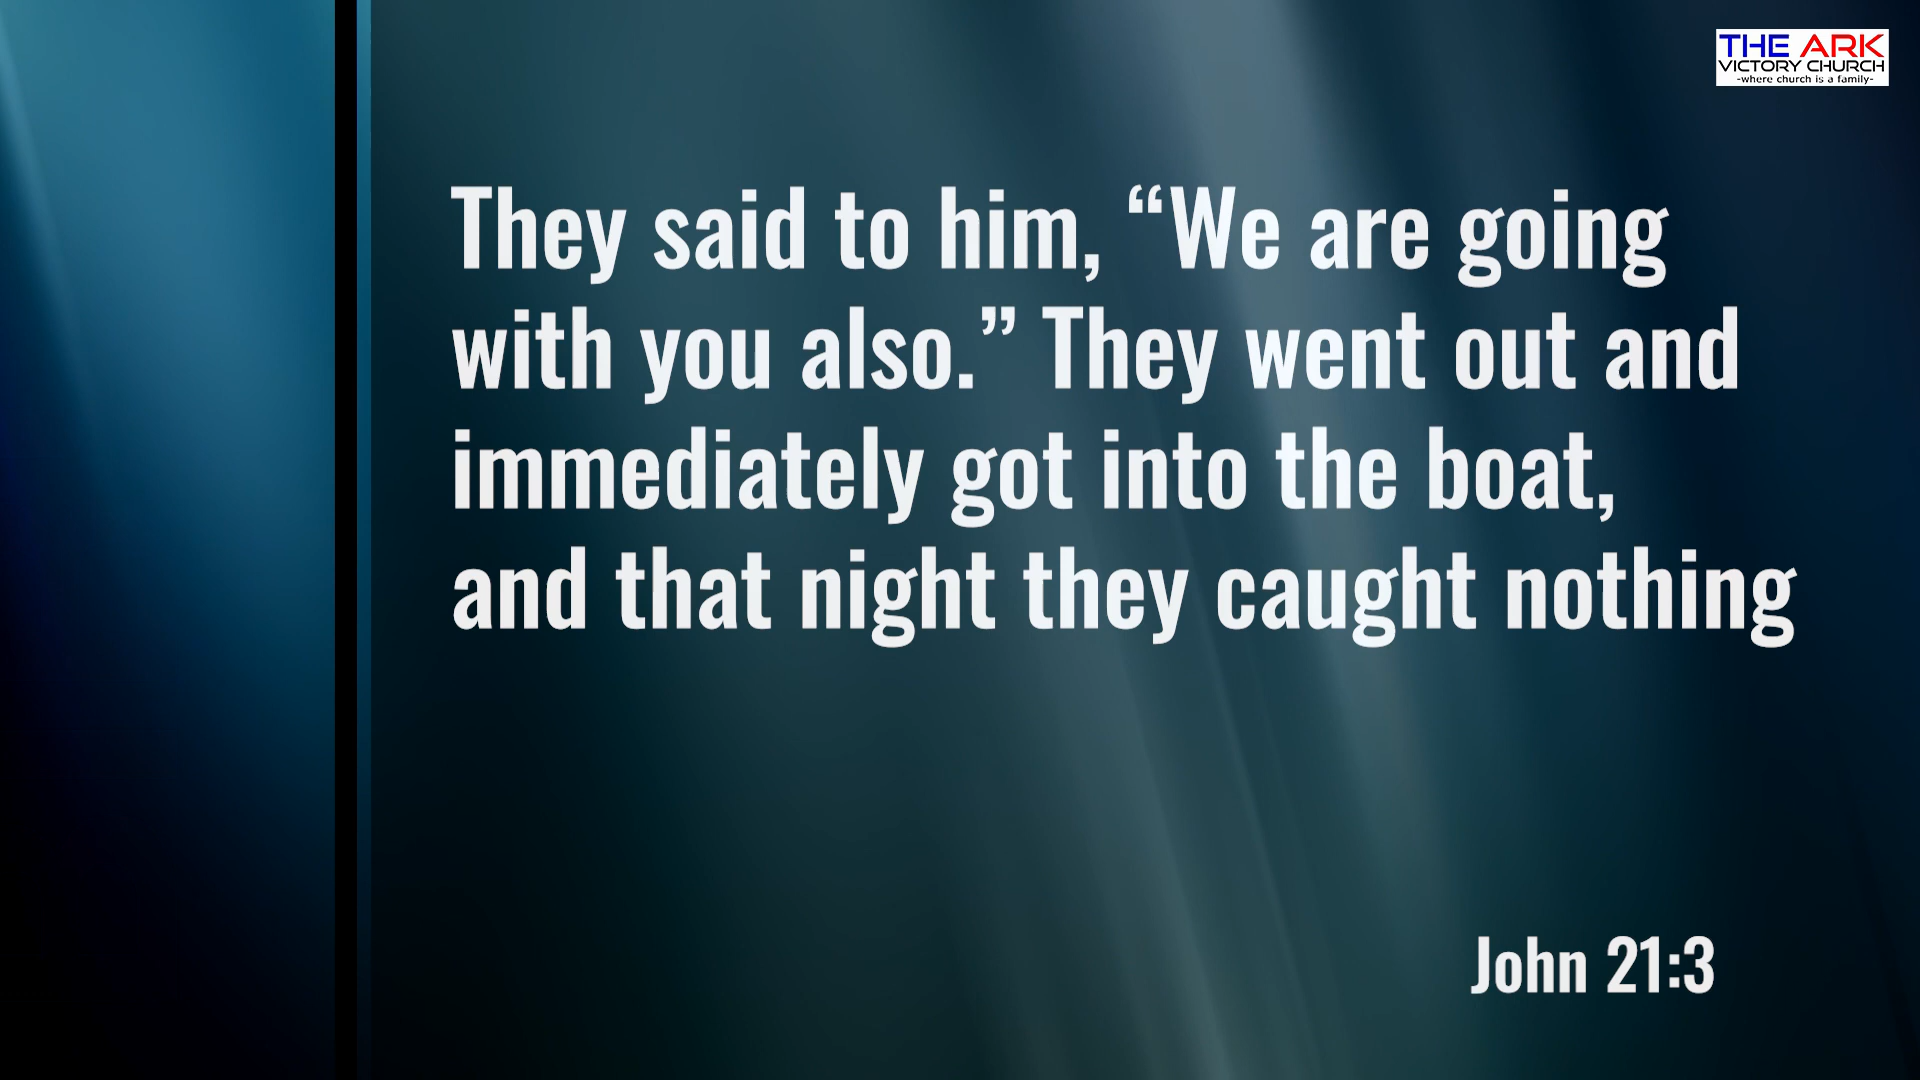 THE ARK
VICTORY CHURCH
-where church is a family-
They said to him, “We are going
with you also.” They went out and
immediately got into the boat,
and that night they caught nothing
John 21:3